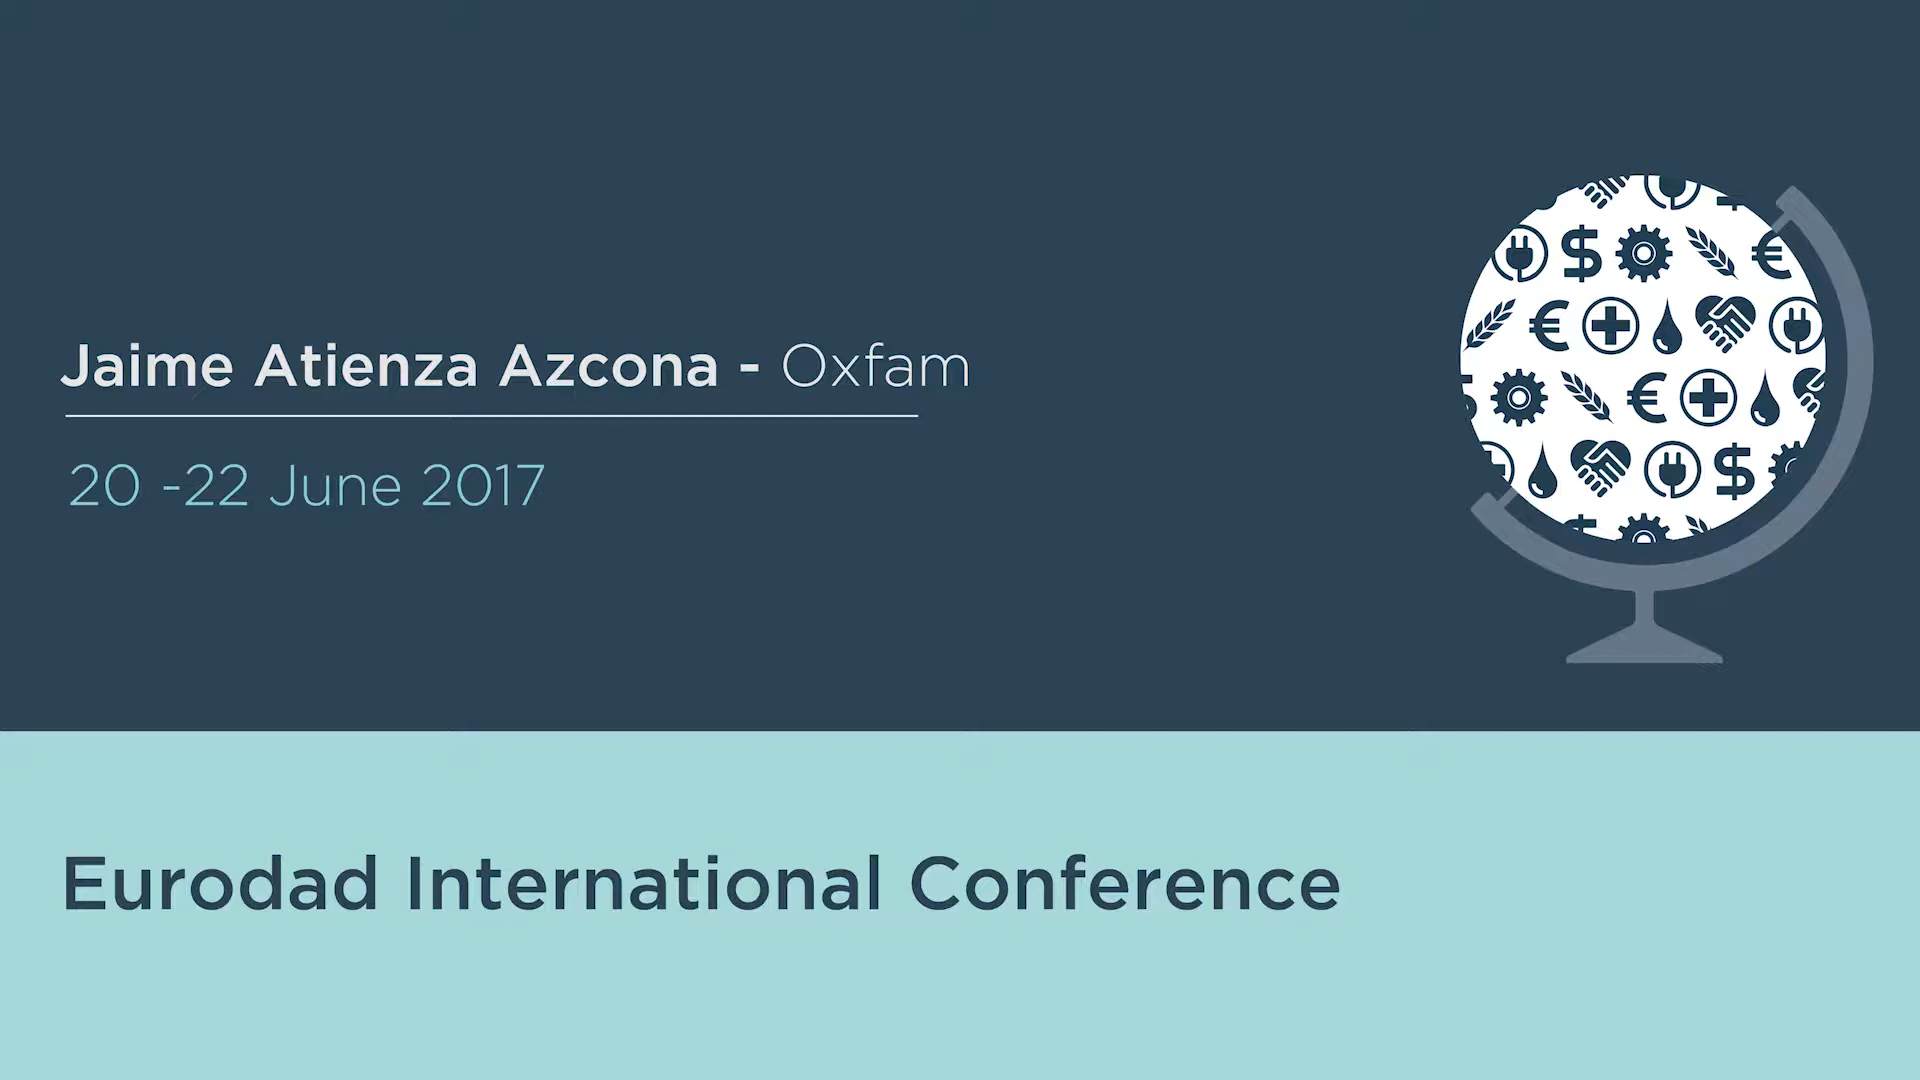 Jaime Atienza Azcona - Oxfam
20 -22 June 2017
Eurodad International Conference